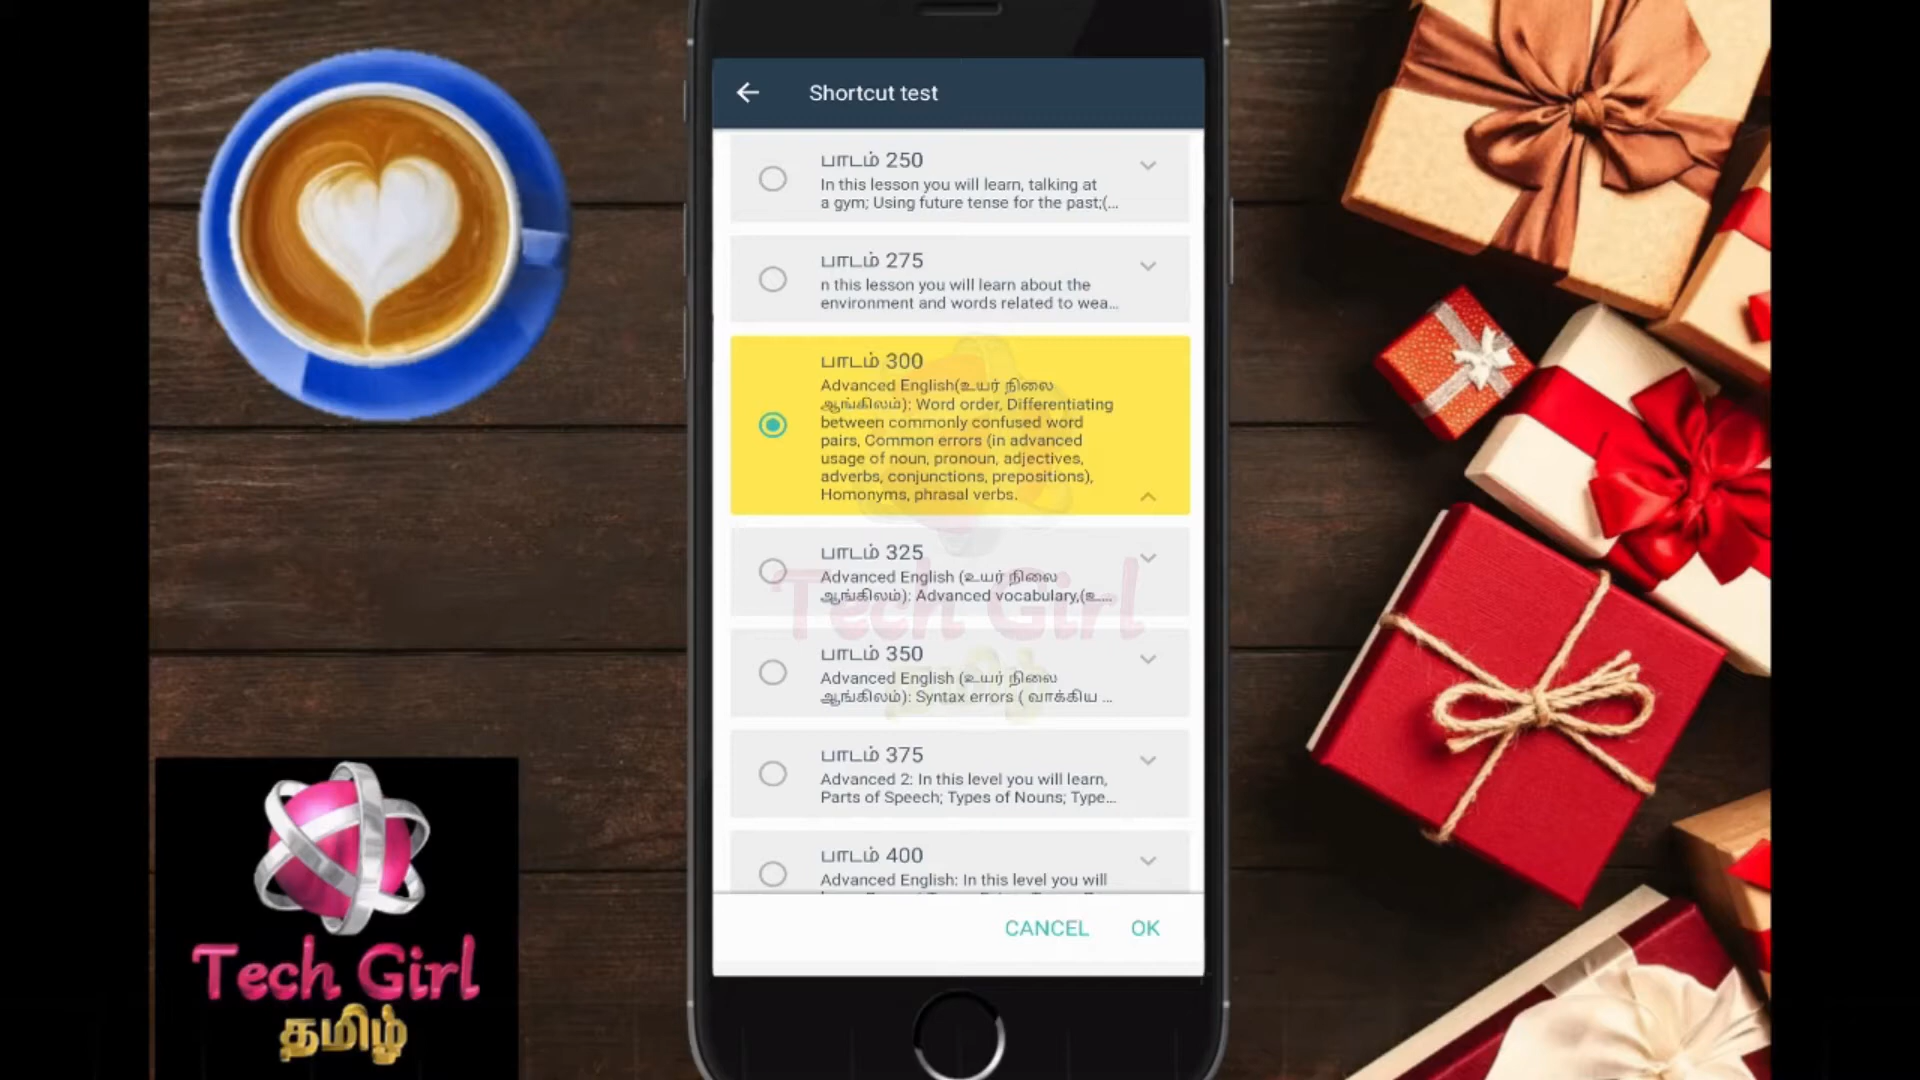 Shortcut test
பாடம் 250
In this lesson you will learn, talking at
a gym; Using future tense for the past;(...
பாடம் 275
n this lesson you will learn about the
environment and words related to wea...
பாடம் 300
Advanced English(உயர் நிலை
ஆங்கிலம்): Word order, Differentiating
between commonly confused word
pairs, Common errors (in advanced
usage of noun, pronoun, adjectives,
adverbs, conjunctions, prepositions),
Homonyms, phrasal verbs.
பாடம் 325
Advanced English (உயர் நிலை
ஆங்கிலம்): Advanced vocabulary,(உ...
பாடம் 350
Advanced English (உயர் நிலை
ஆங்கிலம்): Syntax errors ( வாக்கிய ...
பாடம் 375
Advanced 2: In this level you will learn,
Parts of Speech; Types of Nouns; Type...
பாடம் 400
Advanced English: In this level you will
CANCEL OK
Tech Girl
தமிழ்
Tech Girl
தமிழ்